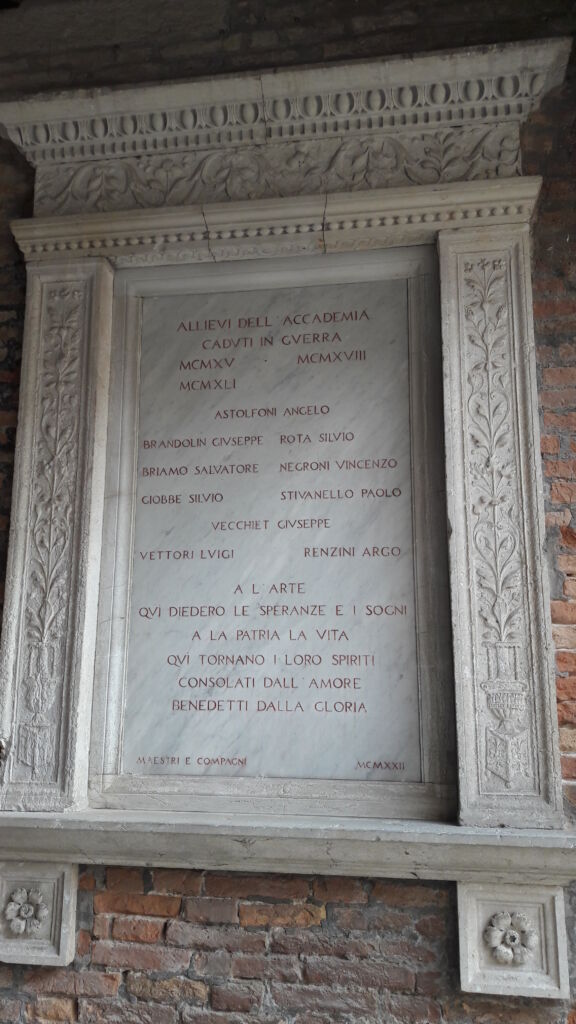 ALLIEVI DELL'ACCADEMIA
CADVTI IN GVERRA
MCMXV · MCMXVIII
MCMXLI
ASTOLFONI ANGELO
BRANDOLIN GIVSEPPE ROTA SILVIO
BRIAMO SALVATORE NEGRONI VINCENZO
GIOBBE SILVIO STIVANELLO PAOLO
VECCHIET GIVSEPPE
VETTORI LVIGI RENZINI ARGO
A L'ARTE
QVI DIEDERO LE SPERANZE E I SOGNI
A LA PATRIA LA VITA
QVI TORNANO I LORO SPIRITI
CONSOLATI DALL'AMORE
BENEDETTI DALLA GLORIA
MAESTRI E COMPAGNI MCMXXII